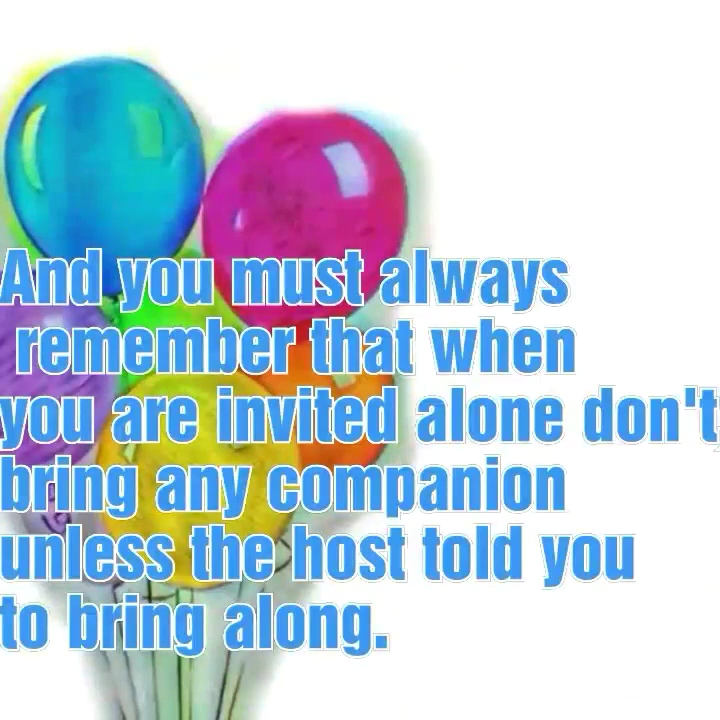 And you must always
remember that when
you are invited alone don't
bring any companion
unless the host told you
to bring along.